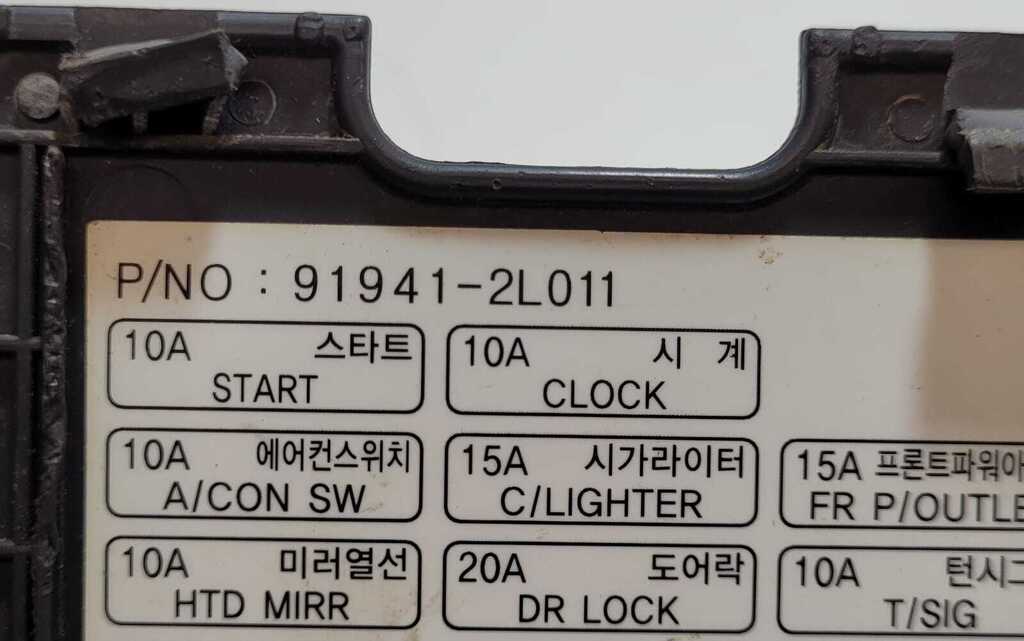 P/NO : 91941-2L011
10A 스타트
START
10A 시 계
CLOCK
10A 에어컨스위치
A/CON SW
15A 시가라이터
C/LIGHTER
15A 프론트파워아
FR P/OUTLE
10A 미러열선
HTD MIRR
20A 도어락
DR LOCK
10A 턴시그
T/SIG